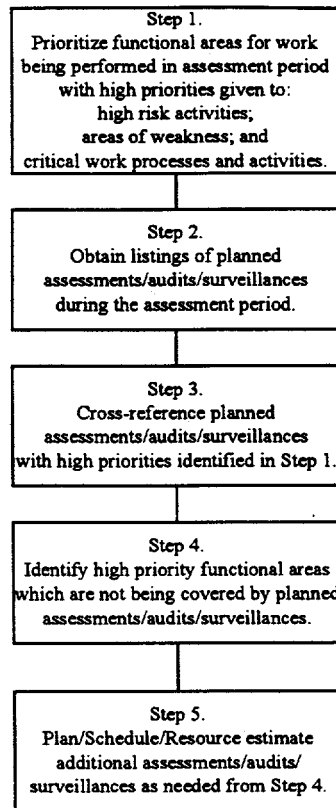 Step 1.
Prioritize functional areas for work
being performed in assessment period
with high priorities given to:
high risk activities;
areas of weakness; and
critical work processes and activities.
Step 2.
Obtain listings of planned
assessments/audits/surveillances
during the assessment period.
Step 3.
Cross-reference planned
assessments/audits/surveillances
with high priorities identified in Step 1.
Step 4.
Identify high priority functional areas
which are not being covered by planned
assessments/audits/surveillances.
Step 5.
Plan/Schedule/Resource estimate
additional assessments/audits/
surveillances as needed from Step 4.